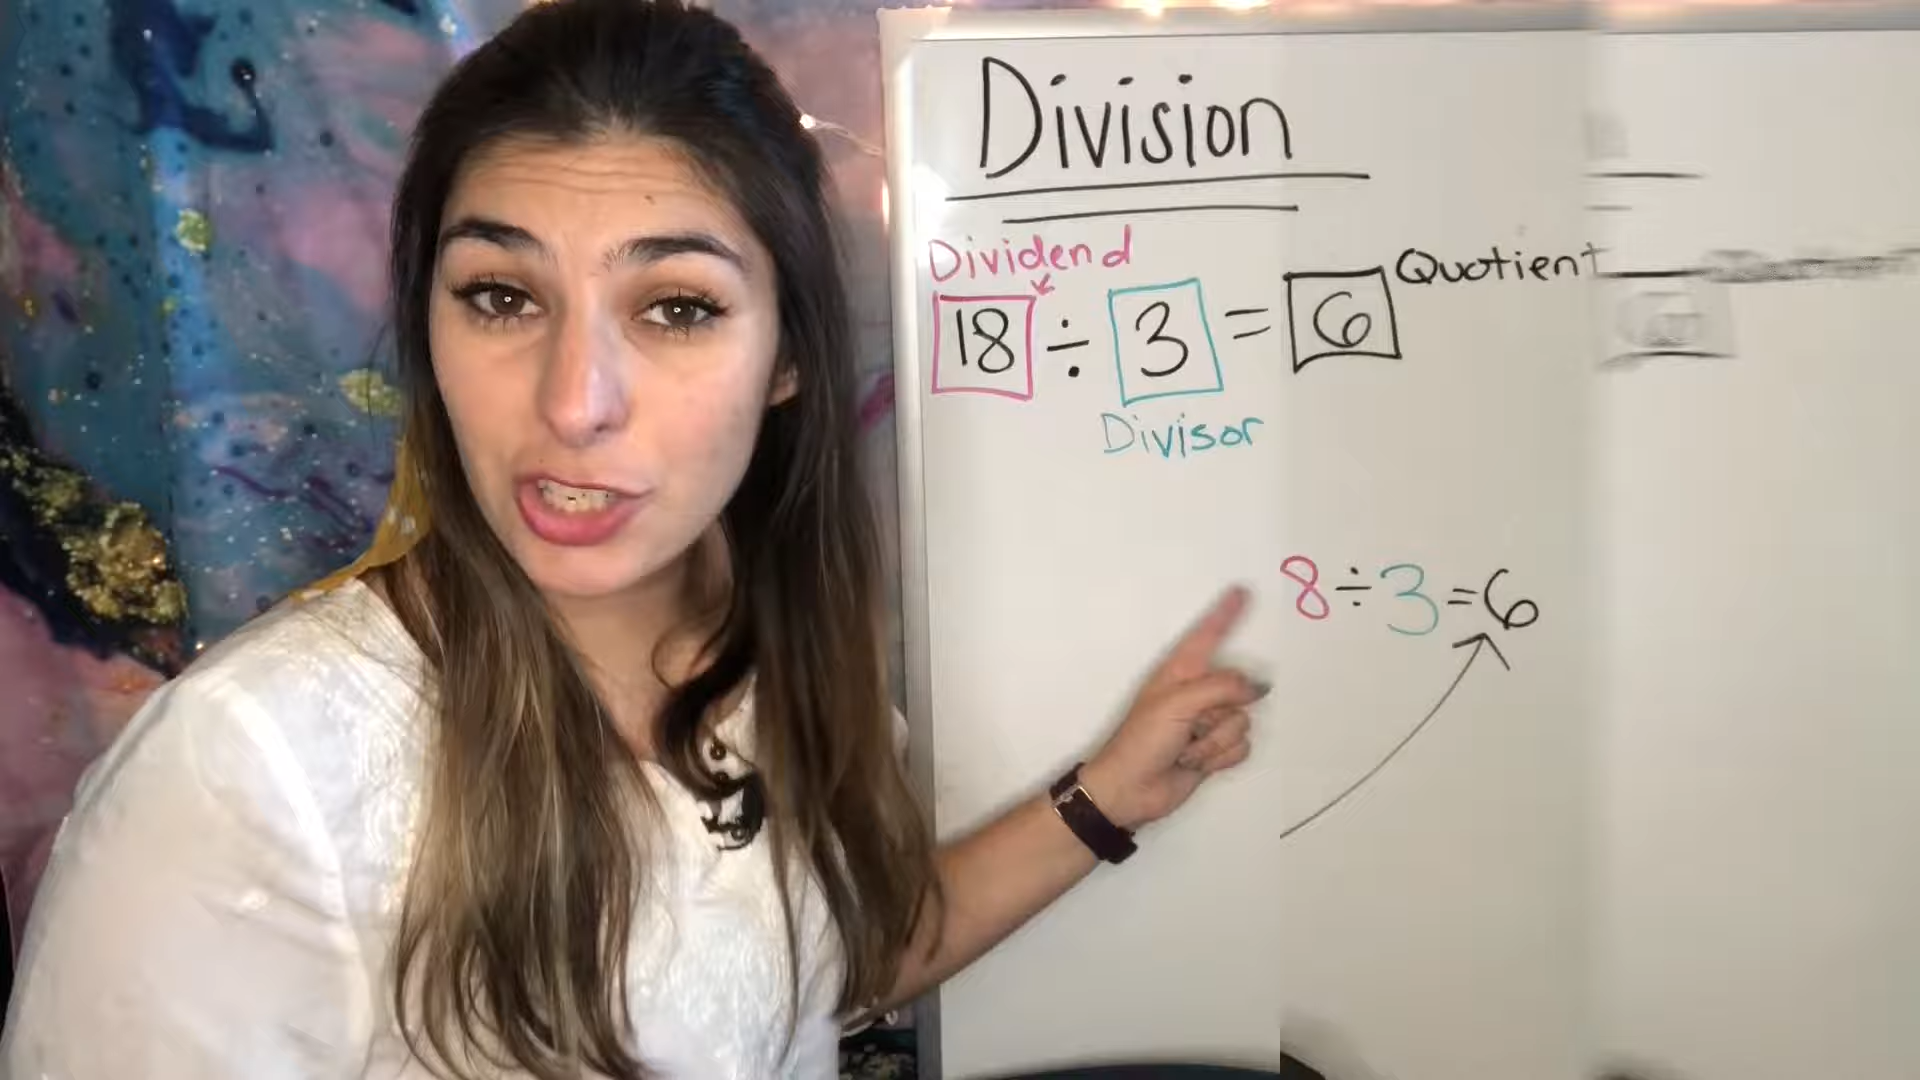 Division
Dividend
18 ÷ 3 = 6 Quotient
Divisor
8÷3=6